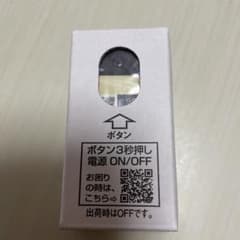 ボタン
ボタン3秒押し
電源 ON/OFF
お困り
の時は、
こちら⇨
出荷時はOFFです。